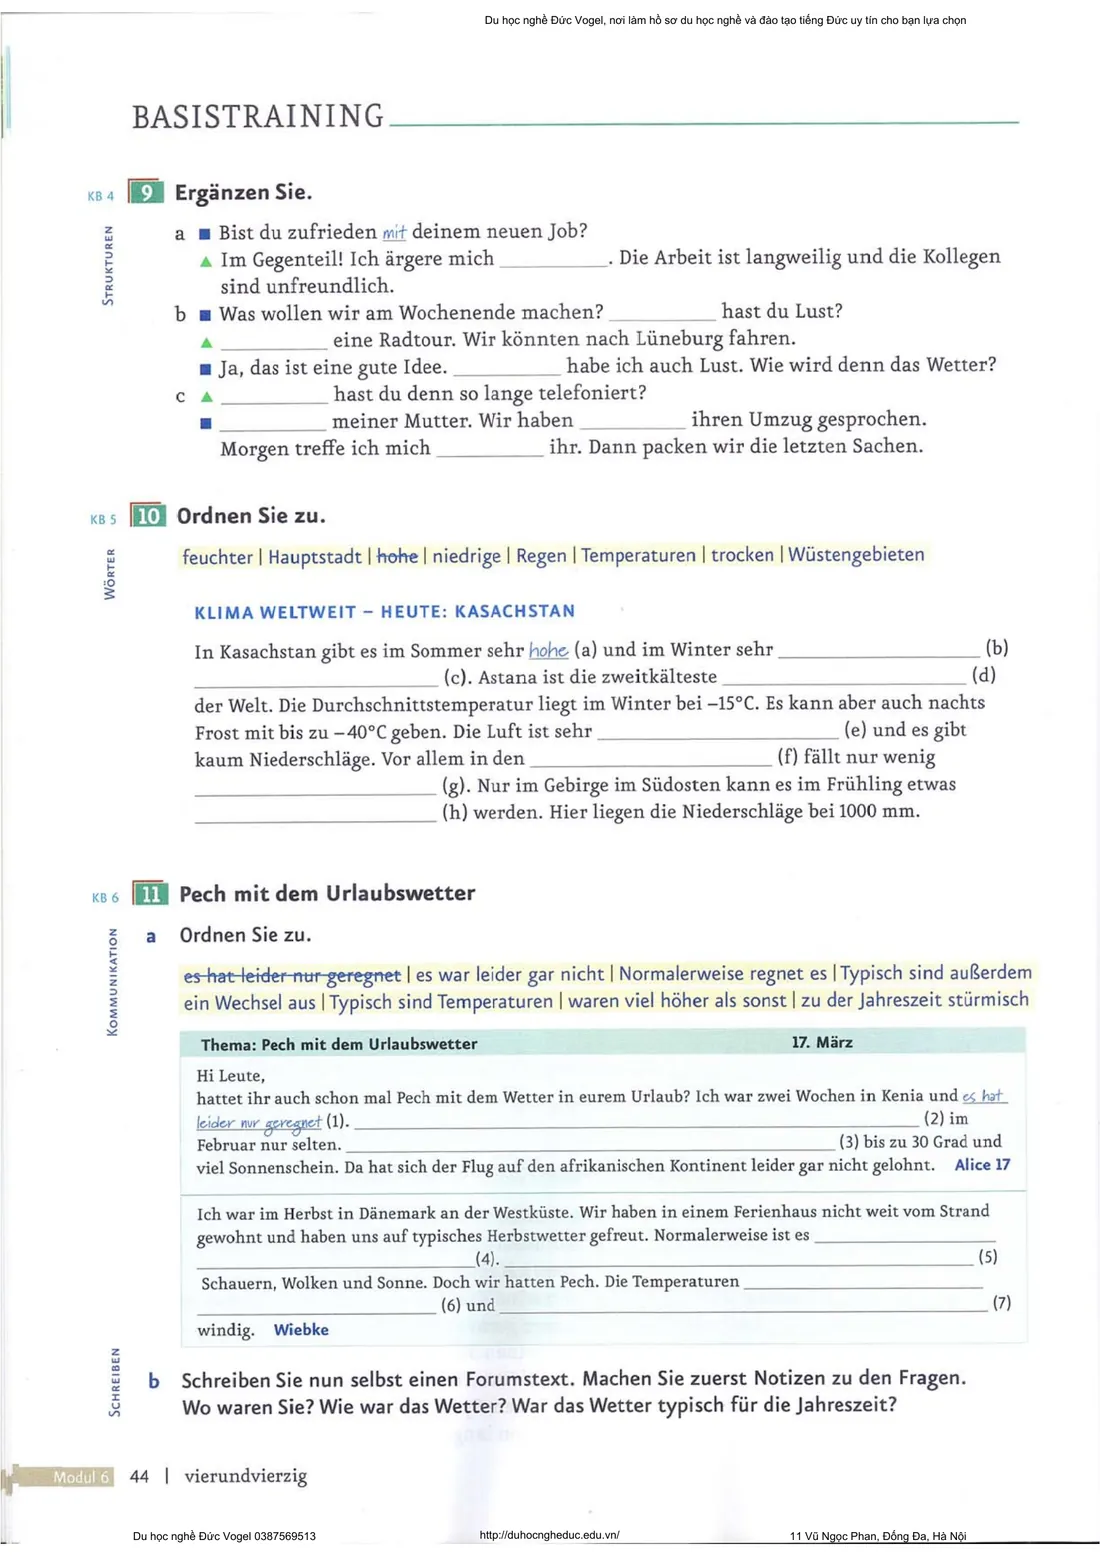 Du học nghề Đức Vogel, nơi làm hồ sơ du học nghề và đào tạo tiếng Đức uy tín cho bạn lựa chọn
BASISTRAINING
KB 4 9 Ergänzen Sie.
STRUKTUREN
a ■ Bist du zufrieden mit deinem neuen Job?
▲ Im Gegenteil! Ich ärgere mich __________. Die Arbeit ist langweilig und die Kollegen
sind unfreundlich.
b ■ Was wollen wir am Wochenende machen? __________ hast du Lust?
▲ __________ eine Radtour. Wir könnten nach Lüneburg fahren.
■ Ja, das ist eine gute Idee. __________ habe ich auch Lust. Wie wird denn das Wetter?
c ▲ __________ hast du denn so lange telefoniert?
■ __________ meiner Mutter. Wir haben __________ ihren Umzug gesprochen.
Morgen treffe ich mich __________ ihr. Dann packen wir die letzten Sachen.
KB 5 10 Ordnen Sie zu.
WÖRTER
feuchter | Hauptstadt | hohe | niedrige | Regen | Temperaturen | trocken | Wüstengebieten
KLIMA WELTWEIT – HEUTE: KASACHSTAN
In Kasachstan gibt es im Sommer sehr hohe (a) und im Winter sehr __________ (b)
__________ (c). Astana ist die zweitkälteste __________ (d)
der Welt. Die Durchschnittstemperatur liegt im Winter bei –15°C. Es kann aber auch nachts
Frost mit bis zu –40°C geben. Die Luft ist sehr __________ (e) und es gibt
kaum Niederschläge. Vor allem in den __________ (f) fällt nur wenig
__________ (g). Nur im Gebirge im Südosten kann es im Frühling etwas
__________ (h) werden. Hier liegen die Niederschläge bei 1000 mm.
KB 6 11 Pech mit dem Urlaubswetter
KOMMUNIKATION
a Ordnen Sie zu.
es hat leider nur geregnet | es war leider gar nicht | Normalerweise regnet es | Typisch sind außerdem
ein Wechsel aus | Typisch sind Temperaturen | waren viel höher als sonst | zu der Jahreszeit stürmisch
Thema: Pech mit dem Urlaubswetter 17. März
Hi Leute,
hattet ihr auch schon mal Pech mit dem Wetter in eurem Urlaub? Ich war zwei Wochen in Kenia und es hat
leider nur geregnet (1). __________ (2) im
Februar nur selten. __________ (3) bis zu 30 Grad und
viel Sonnenschein. Da hat sich der Flug auf den afrikanischen Kontinent leider gar nicht gelohnt. Alice 17
Ich war im Herbst in Dänemark an der Westküste. Wir haben in einem Ferienhaus nicht weit vom Strand
gewohnt und haben uns auf typisches Herbstwetter gefreut. Normalerweise ist es __________
__________ (4). __________ (5)
Schauern, Wolken und Sonne. Doch wir hatten Pech. Die Temperaturen __________
__________ (6) und __________ (7)
windig. Wiebke
SCHREIBEN
b Schreiben Sie nun selbst einen Forumstext. Machen Sie zuerst Notizen zu den Fragen.
Wo waren Sie? Wie war das Wetter? War das Wetter typisch für die Jahreszeit?
Modul 6 44 | vierundvierzig
Du học nghề Đức Vogel 0387569513 http://duhocngheduc.edu.vn/ 11 Vũ Ngọc Phan, Đống Đa, Hà Nội